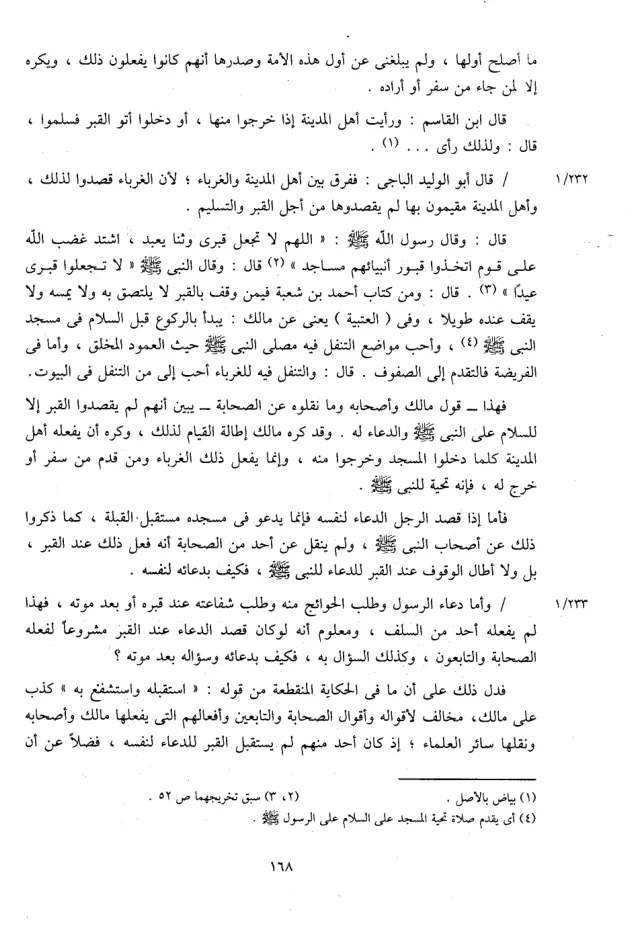 ما أصلح أولها ، ولم يبلغنى عن أول هذه الأمة وصدرها أنهم كانوا يفعلون ذلك ، ويكره
إلا لمن جاء من سفر أو أراده .
قال ابن القاسم : ورأيت أهل المدينة إذا خرجوا منها ، أو دخلوا أتو القبر فسلموا ،
قال : ولذلك رأى ... (١) .
١/٢٣٢ / قال أبو الوليد الباجى : ففرق بين أهل المدينة والغرباء ؛ لأن الغرباء قصدوا لذلك ،
وأهل المدينة مقيمون بها لم يقصدوها من أجل القبر والتسليم .
قال : وقال رسول الله ﷺ : « اللهم لا تجعل قبرى وثنا يعبد ، اشتد غضب الله
على قوم اتخذوا قبور أنبيائهم مساجد » (٢) قال : وقال النبى ﷺ « لا تجعلوا قبرى
عيدًا » (٣) . قال : ومن كتاب أحمد بن شعبة فيمن وقف بالقبر لا يلتصق به ولا يمسه ولا
يقف عنده طويلا ، وفى ( العتبية ) يعنى عن مالك : يبدأ بالركوع قبل السلام فى مسجد
النبى ﷺ (٤) ، وأحب مواضع التنفل فيه مصلى النبى ﷺ حيث العمود المخلق ، وأما فى
الفريضة فالتقدم إلى الصفوف . قال : والتنفل فيه للغرباء أحب إلى من التنفل فى البيوت.
فهذا ــ قول مالك وأصحابه وما نقلوه عن الصحابة ــ يبين أنهم لم يقصدوا القبر إلا
للسلام على النبى ﷺ والدعاء له . وقد كره مالك إطالة القيام لذلك ، وكره أن يفعله أهل
المدينة كلما دخلوا المسجد وخرجوا منه ، وإنما يفعل ذلك الغرباء ومن قدم من سفر أو
خرج له ، فإنه تحية للنبى ﷺ .
فأما إذا قصد الرجل الدعاء لنفسه فإنما يدعو فى مسجده مستقبل القبلة ، كما ذكروا
ذلك عن أصحاب النبى ﷺ ، ولم ينقل عن أحد من الصحابة أنه فعل ذلك عند القبر ،
بل ولا أطال الوقوف عند القبر للدعاء للنبى ﷺ ، فكيف بدعائه لنفسه .
١/٢٣٣ / وأما دعاء الرسول وطلب الحوائج منه وطلب شفاعته عند قبره أو بعد موته ، فهذا
لم يفعله أحد من السلف ، ومعلوم أنه لوكان قصد الدعاء عند القبر مشروعاً لفعله
الصحابة والتابعون ، وكذلك السؤال به ، فكيف بدعائه وسؤاله بعد موته ؟
فدل ذلك على أن ما فى الحكاية المنقطعة من قوله : « استقبله واستشفع به » كذب
على مالك، مخالف لأقواله وأقوال الصحابة والتابعين وأفعالهم التى يفعلها مالك وأصحابه
ونقلها سائر العلماء ؛ إذ كان أحد منهم لم يستقبل القبر للدعاء لنفسه ، فضلاً عن أن
(١) بياض بالأصل . (٢، ٣) سبق تخريجهما ص ٥٢ .
(٤) أى يقدم صلاة تحية المسجد على السلام على الرسول ﷺ .
١٦٨